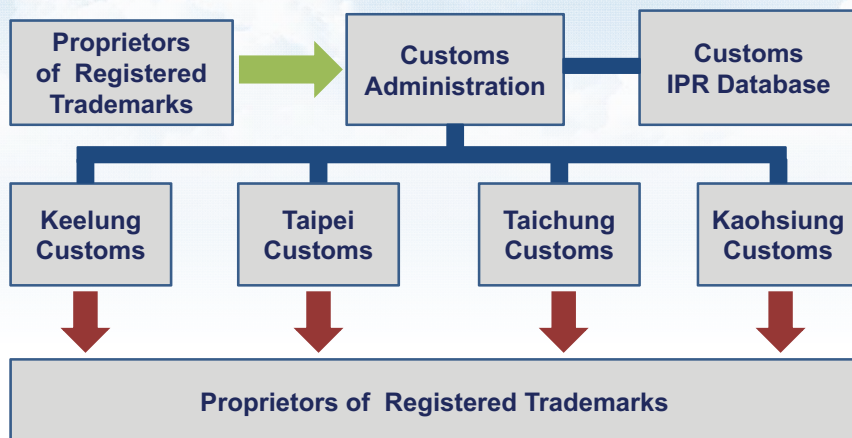 Proprietors
of Registered
Trademarks
Customs
Administration
Customs
IPR Database
Keelung
Customs
Taipei
Customs
Taichung
Customs
Kaohsiung
Customs
Proprietors of Registered Trademarks